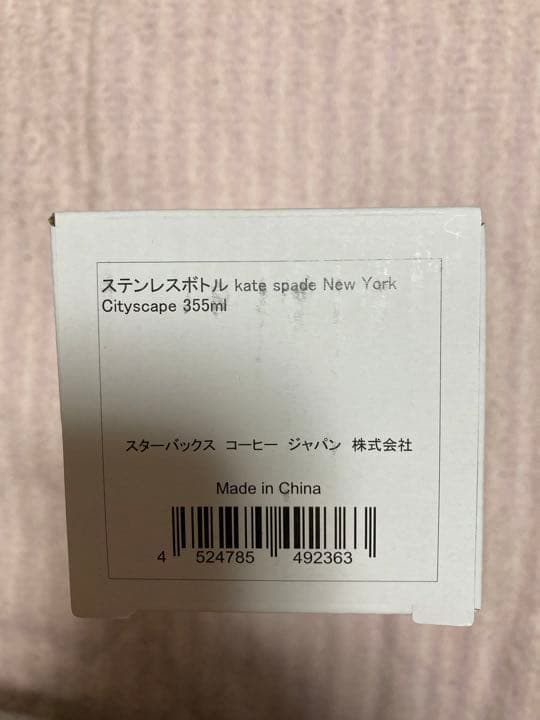 ステンレスボトル kate spade New York
Cityscape 355ml
スターバックス コーヒー ジャパン 株式会社
Made in China
4 524785 492363